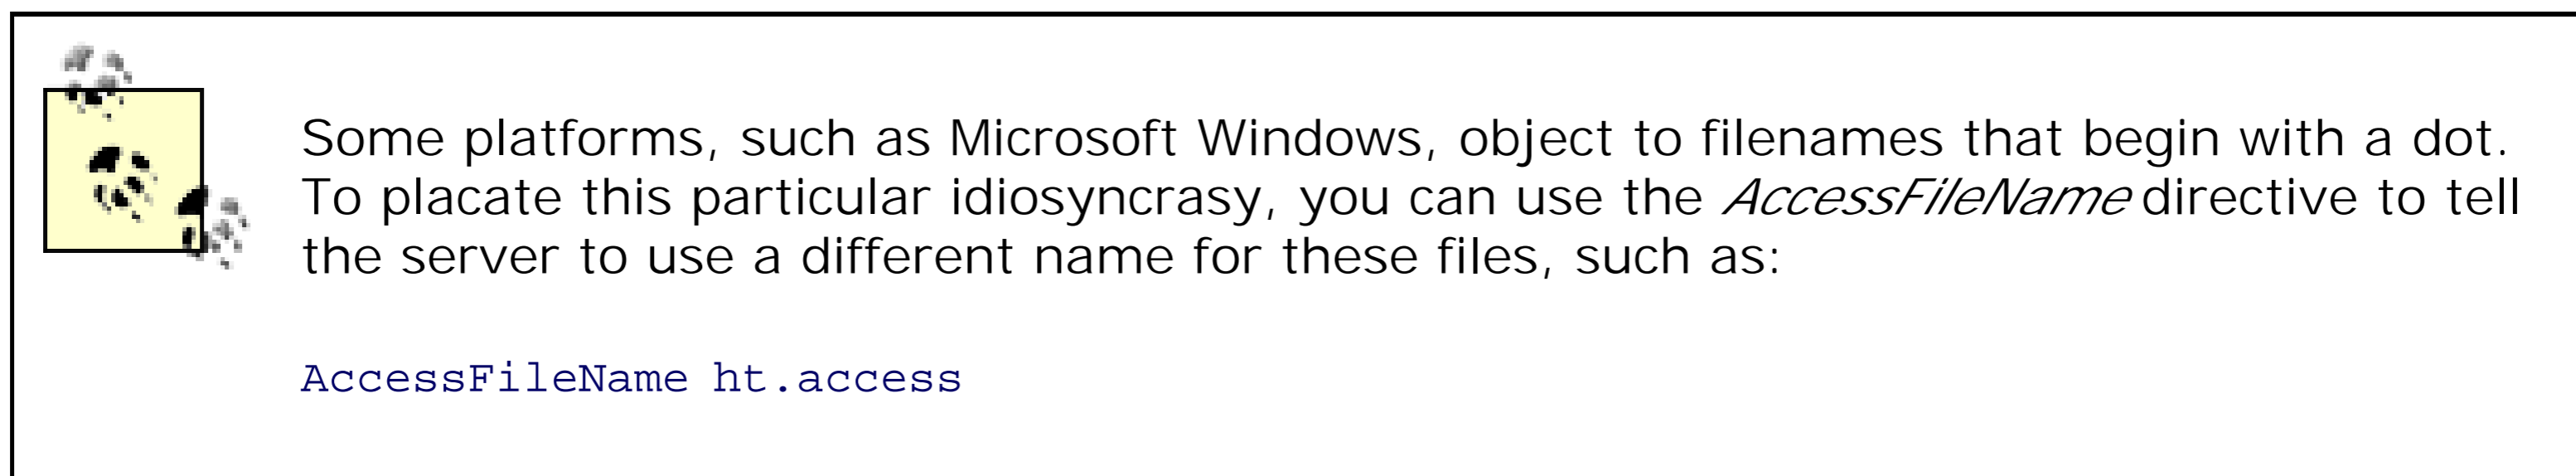 Some platforms, such as Microsoft Windows, object to filenames that begin with a dot.
To placate this particular idiosyncrasy, you can use the AccessFileName directive to tell
the server to use a different name for these files, such as:
AccessFileName ht.access